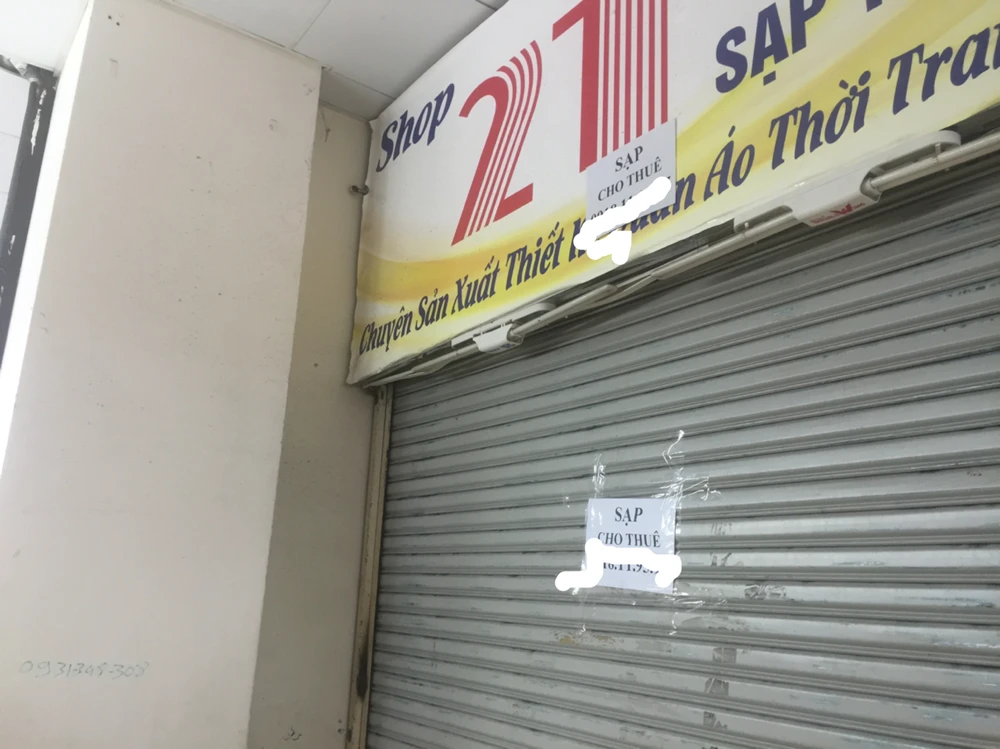 Shop
21
SẠP
Chuyên Sản Xuất Thiết Áo Thời
SẠP
CHO THUÊ
SẠP
CHO THUÊ